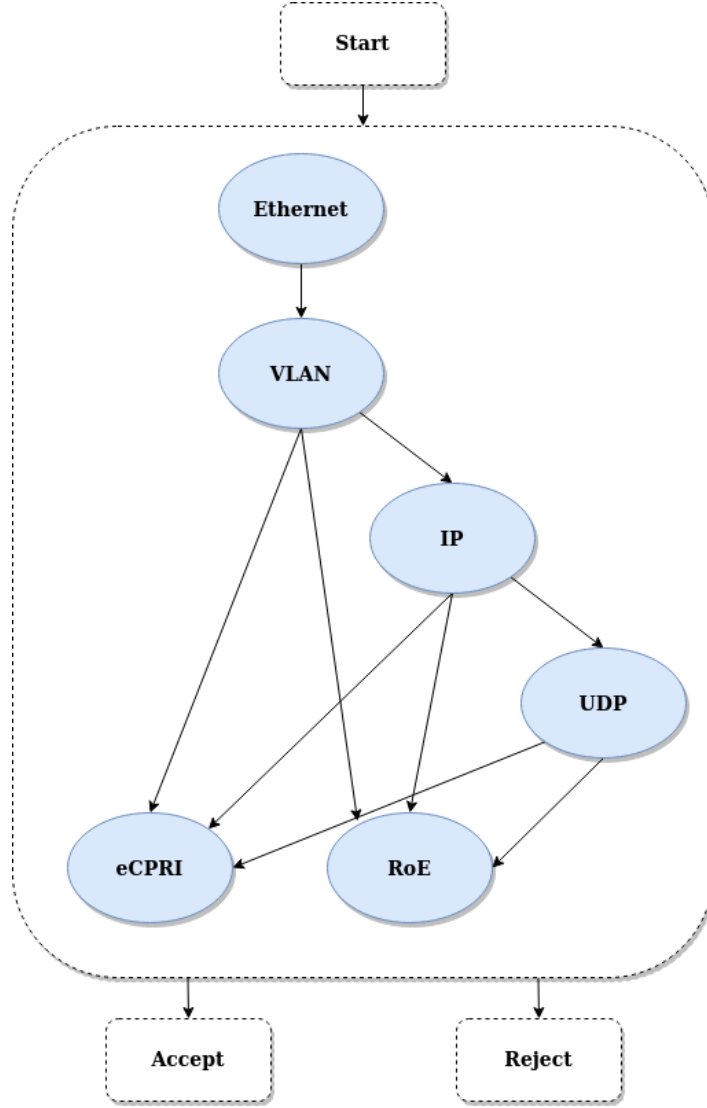 Start
Ethernet
VLAN
IP
UDP
eCPRI
RoE
Accept
Reject